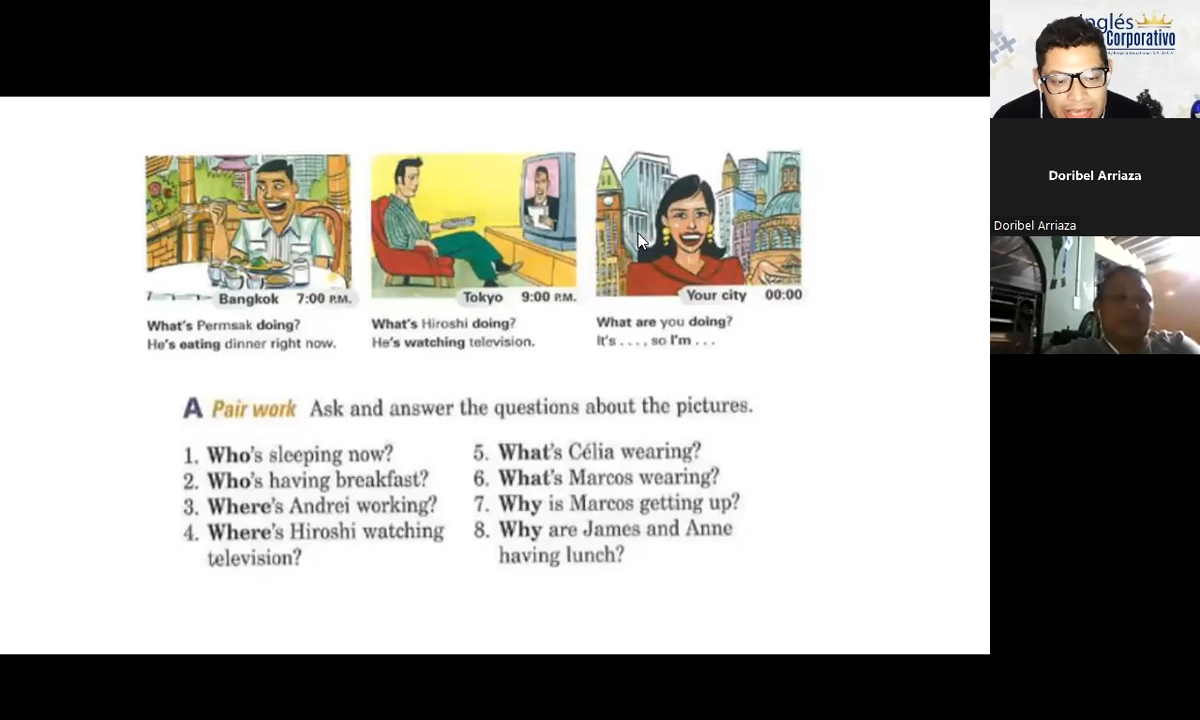 Bangkok 7:00 P.M.
What's Permsak doing?
He's eating dinner right now.
Tokyo 9:00 P.M.
What's Hiroshi doing?
He's watching television.
Your city 00:00
What are you doing?
It's . . . , so I'm . . .
A Pair work Ask and answer the questions about the pictures.
1. Who's sleeping now?
2. Who's having breakfast?
3. Where's Andrei working?
4. Where's Hiroshi watching
television?
5. What's Célia wearing?
6. What's Marcos wearing?
7. Why is Marcos getting up?
8. Why are James and Anne
having lunch?
Inglés
Corporativo
Doribel Arriaza
Doribel Arriaza